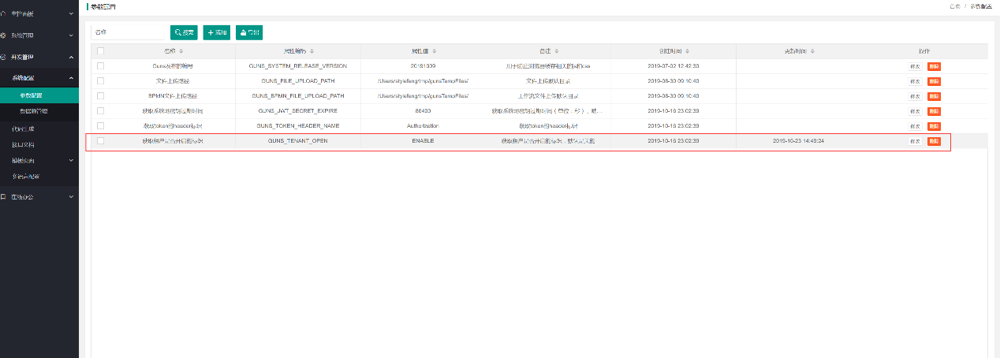 主控面板
系统管理
开发管理
系统配置
参数配置
数据源管理
代码生成
接口文档
模板页面
多语言配置
在线办公
参数配置
首页 / 参数配置
名称 搜索 添加 导出
名称 属性编码 属性值 备注 创建时间 更新时间 操作
Guns发布的编号 GUNS_SYSTEM_RELEASE_VERSION 20191009 用于防止浏览器缓存相关的js和css 2019-07-02 12:42:30 修改 删除
文件上传路径 GUNS_FILE_UPLOAD_PATH /Users/stylefeng/tmp/gunsTempFiles/ 文件上传默认目录 2019-08-30 09:10:40 修改 删除
BPMN文件上传路径 GUNS_BPMN_FILE_UPLOAD_PATH /Users/stylefeng/tmp/gunsTempFiles/ 工作流文件上传默认目录 2019-08-30 09:10:40 修改 删除
获取系统地密钥过期时间 GUNS_JWT_SECRET_EXPIRE 86400 获取系统地密钥过期时间（单位：秒），默... 2019-10-16 23:02:39 修改 删除
获取token的header标识 GUNS_TOKEN_HEADER_NAME Authorization 获取token的header标识 2019-10-16 23:02:39 修改 删除
获取租户是否开启的标识 GUNS_TENANT_OPEN ENABLE 获取租户是否开启的标识，默认是关的 2019-10-16 23:02:39 2019-10-23 14:49:24 修改 删除